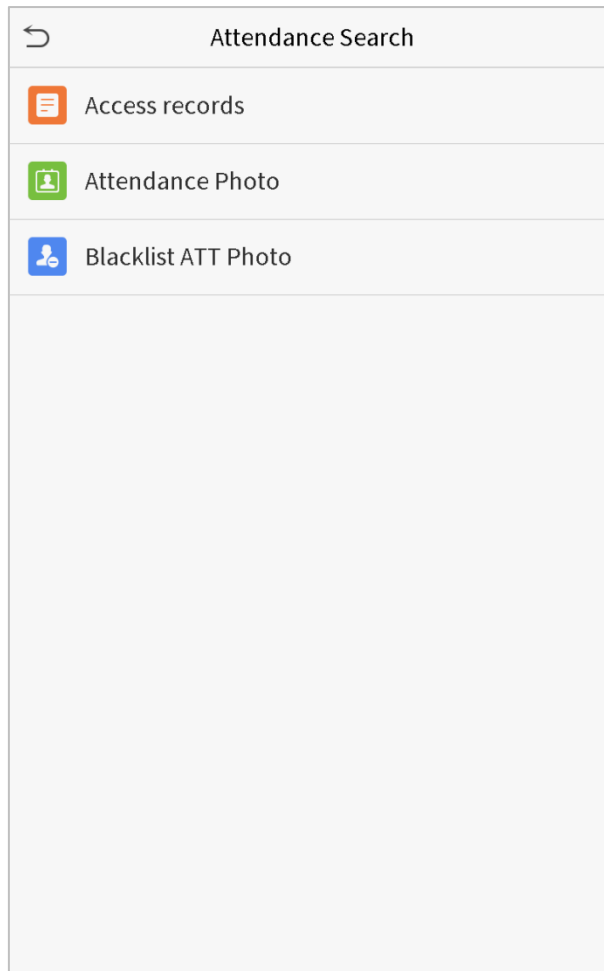 Attendance Search
Access records
Attendance Photo
Blacklist ATT Photo